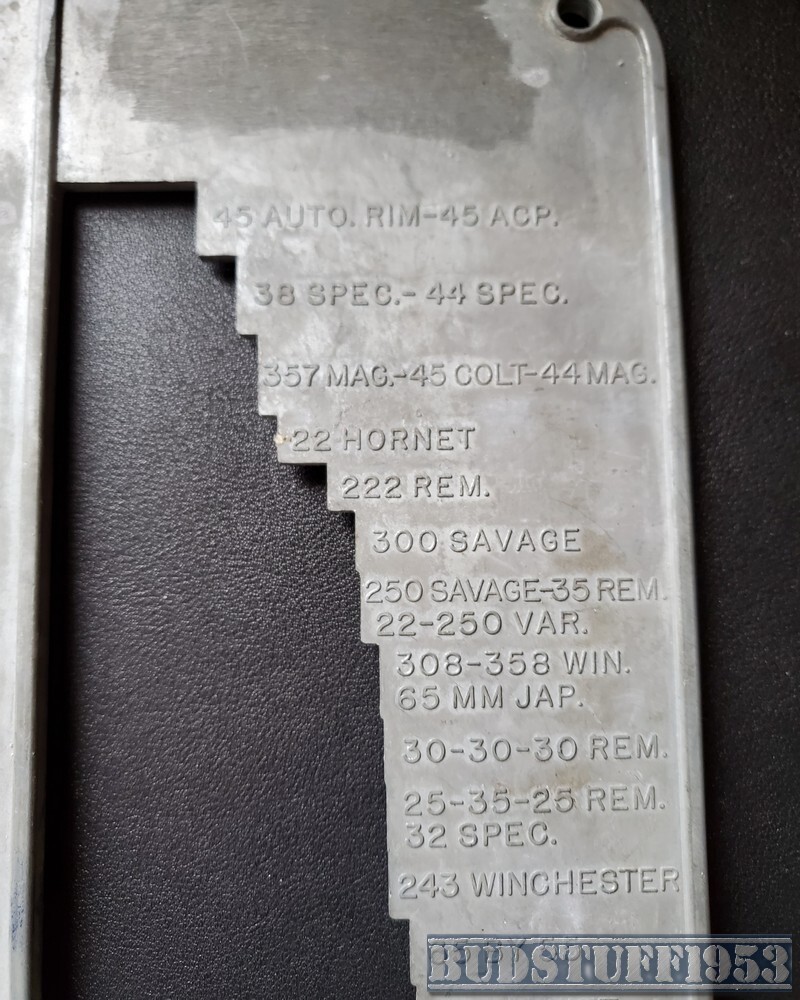 45 AUTO. RIM-45 ACP.
38 SPEC.- 44 SPEC.
357 MAG.-45 COLT-44 MAG.
22 HORNET
222 REM.
300 SAVAGE
250 SAVAGE-35 REM.
22-250 VAR.
308-358 WIN.
65 MM JAP.
30-30-30 REM.
25-35-25 REM.
32 SPEC.
243 WINCHESTER
BUDSTUFF1953